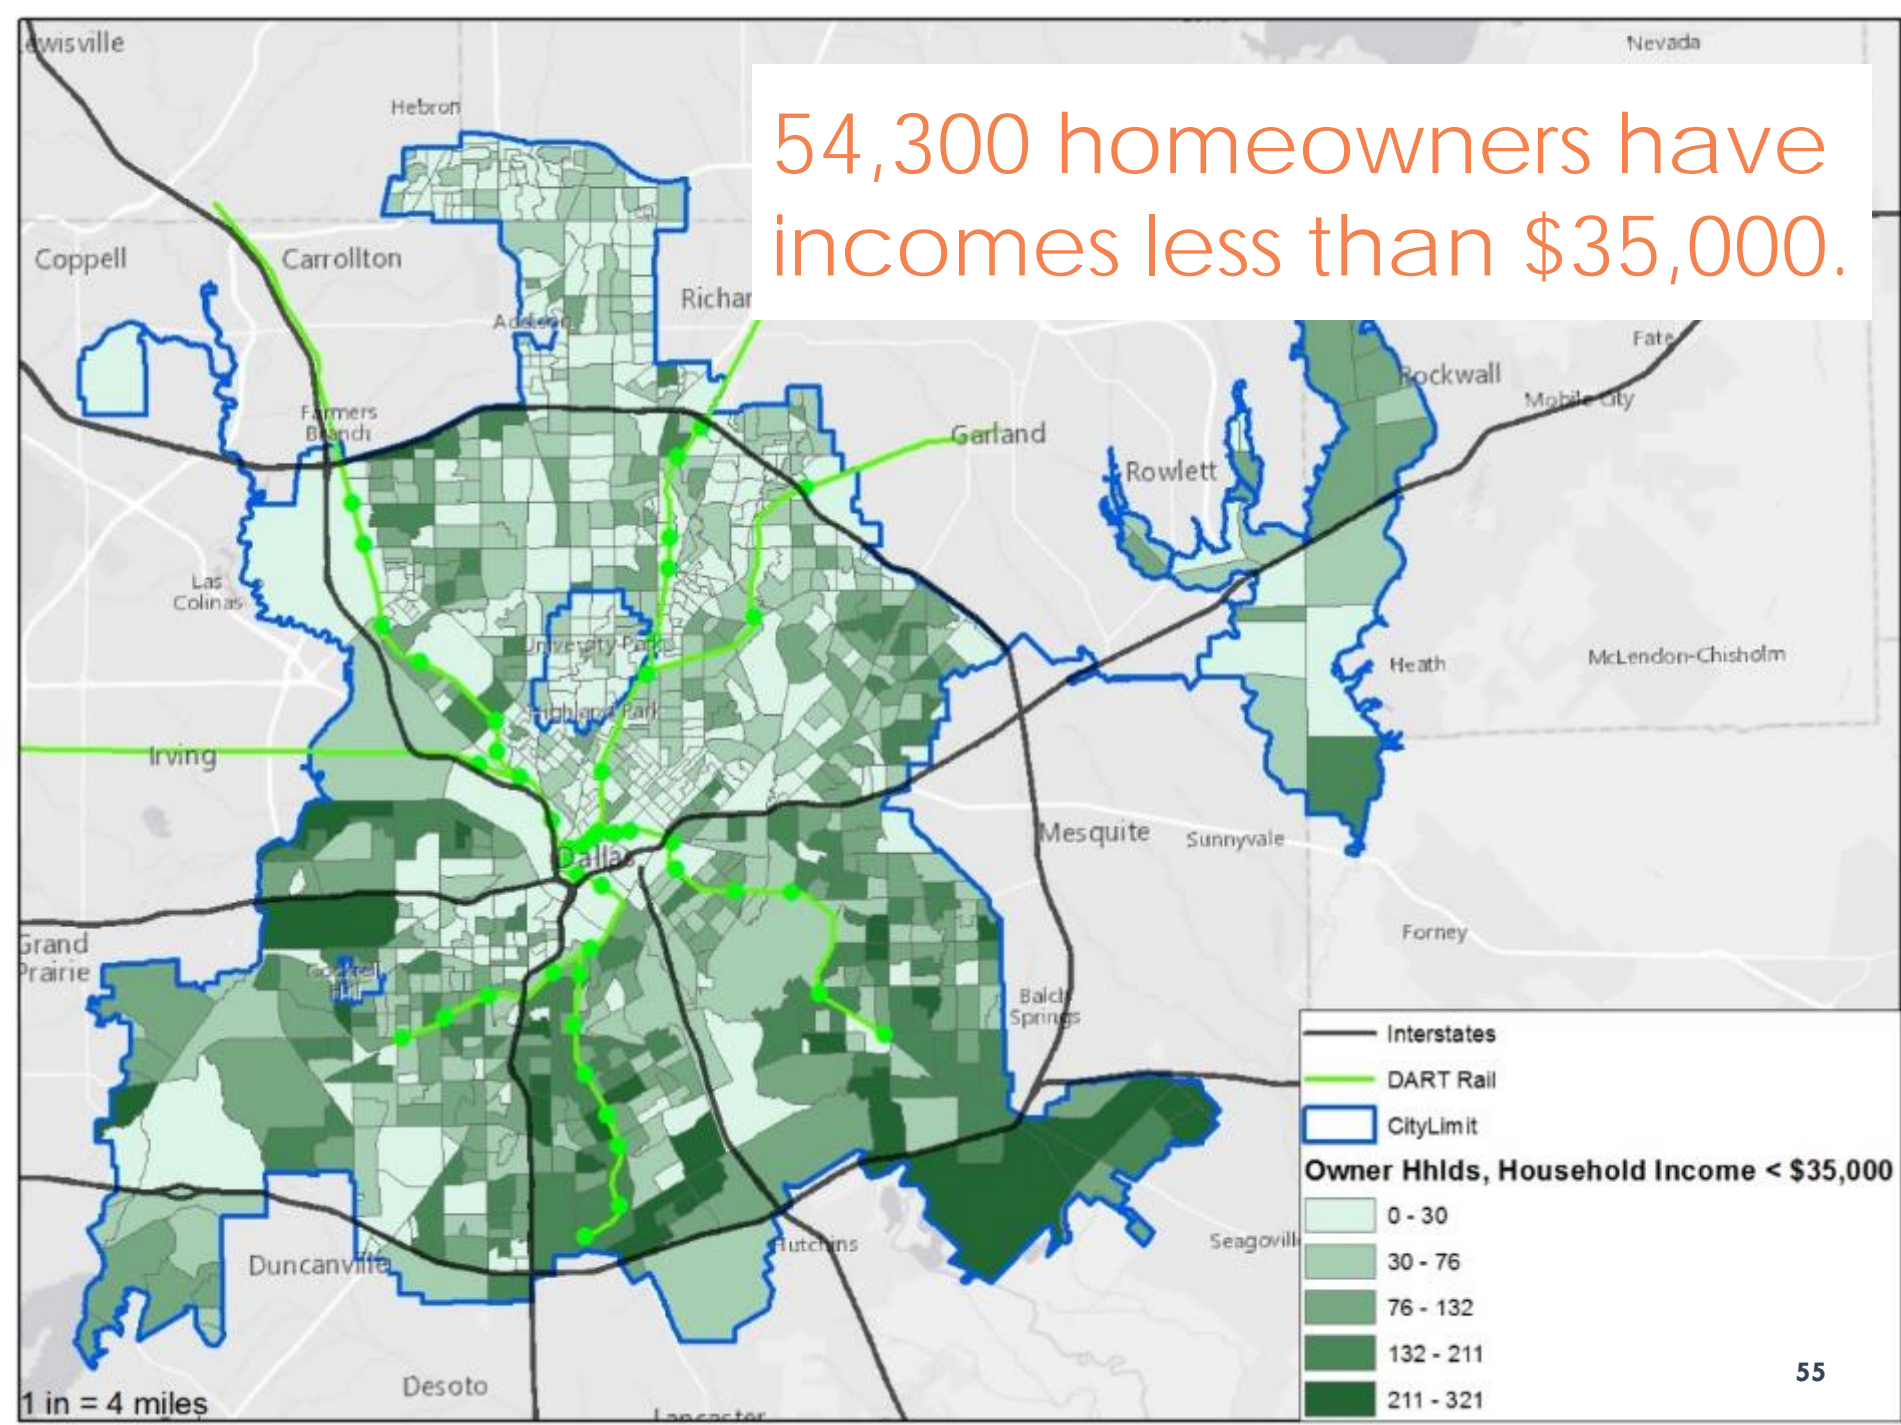 ewisville
Nevada
Hebron
54,300 homeowners have
incomes less than $35,000.
Coppell
Carrollton
Richar
Addison
Fate
Rockwall
Mobile City
Farmers
Branch
Garland
Rowlett
Las
Colinas
University Park
Heath
McLendon-Chisholm
Highland Park
Irving
Mesquite
Sunnyvale
Dallas
Grand
Prairie
Forney
Cockrell
Hill
Balch
Springs
Interstates
DART Rail
CityLimit
Owner Hhlds, Household Income < $35,000
0 - 30
Hutchins
Seagoville
Duncanville
30 - 76
76 - 132
132 - 211
55
Desoto
211 - 321
1 in = 4 miles
Lancaster